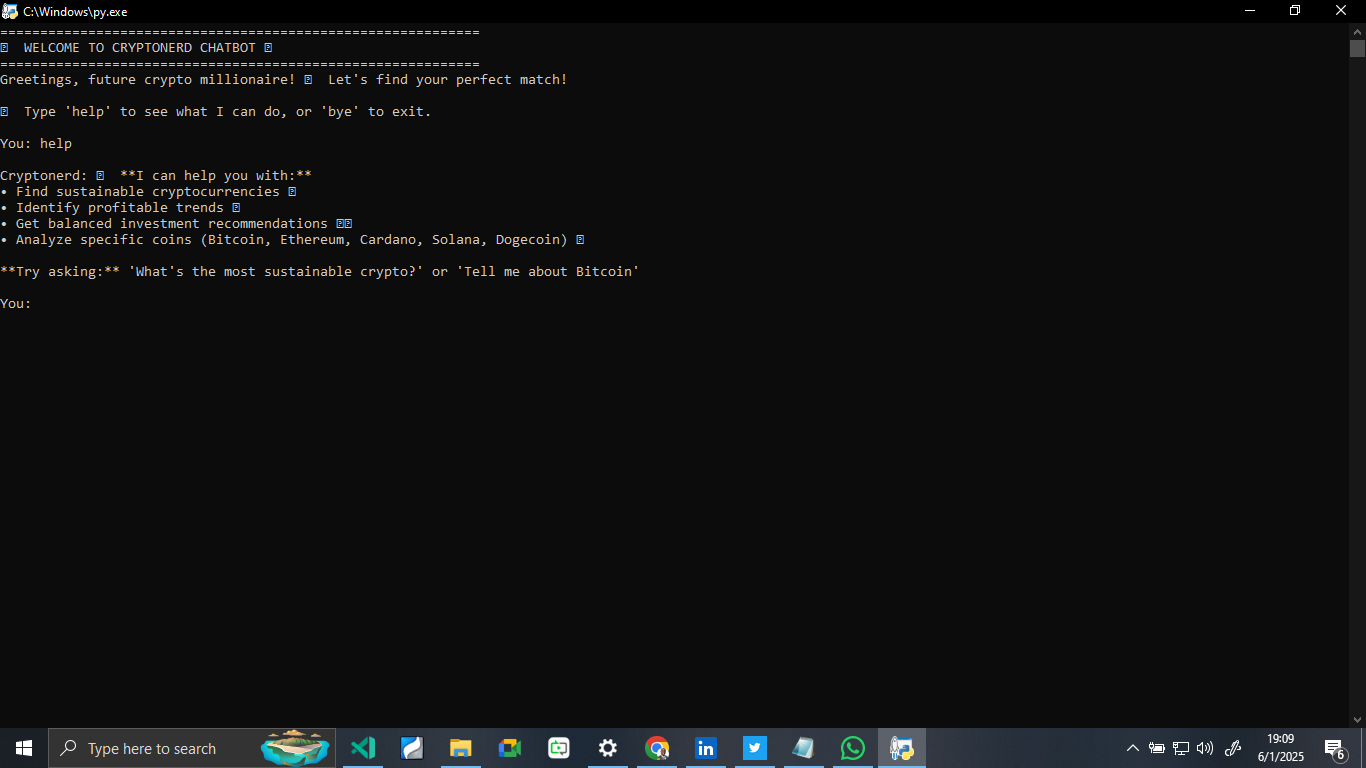 C:\Windows\py.exe
============================================================
WELCOME TO CRYPTONERD CHATBOT
============================================================
Greetings, future crypto millionaire! Let's find your perfect match!
Type 'help' to see what I can do, or 'bye' to exit.
You: help
Cryptonerd: **I can help you with:**
• Find sustainable cryptocurrencies
• Identify profitable trends
• Get balanced investment recommendations
• Analyze specific coins (Bitcoin, Ethereum, Cardano, Solana, Dogecoin)
**Try asking:** 'What's the most sustainable crypto?' or 'Tell me about Bitcoin'
You:
Type here to search
19:09
6/1/2025
6